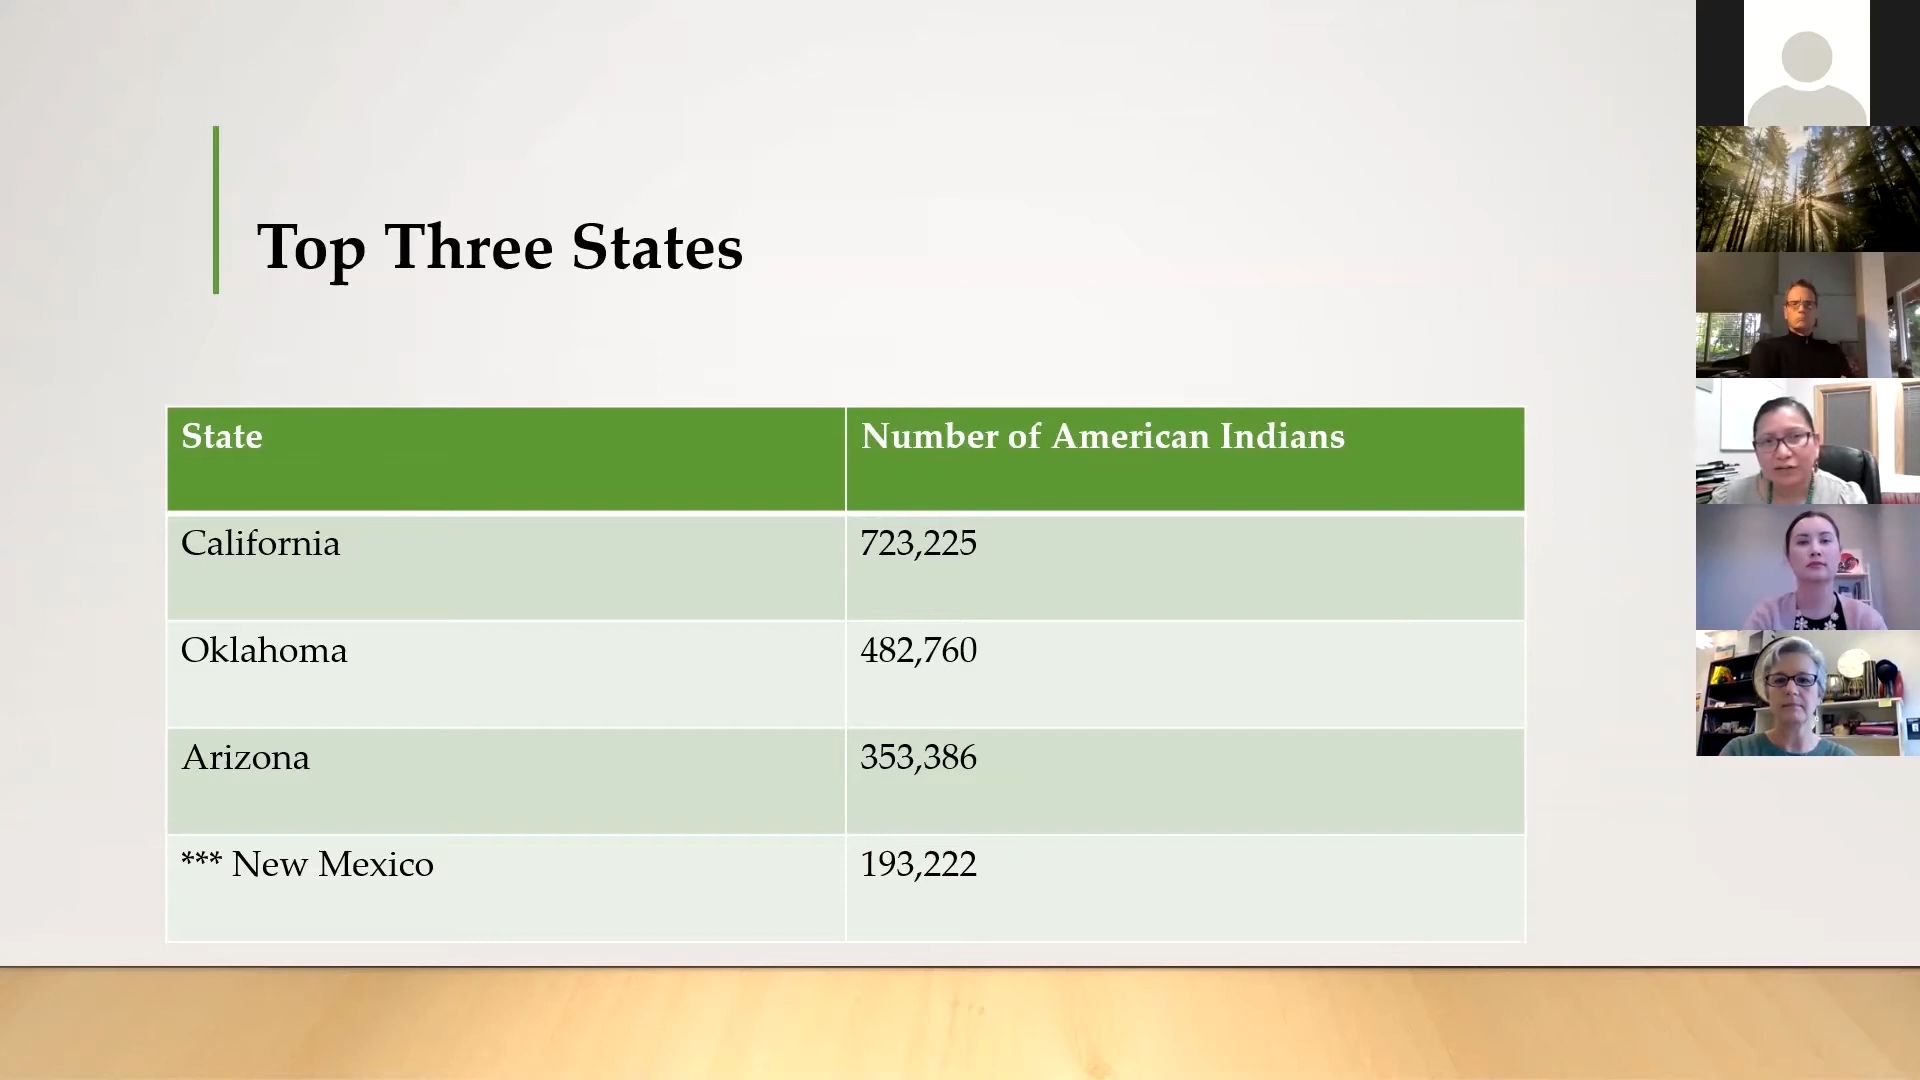 Top Three States
State Number of American Indians
California 723,225
Oklahoma 482,760
Arizona 353,386
*** New Mexico 193,222